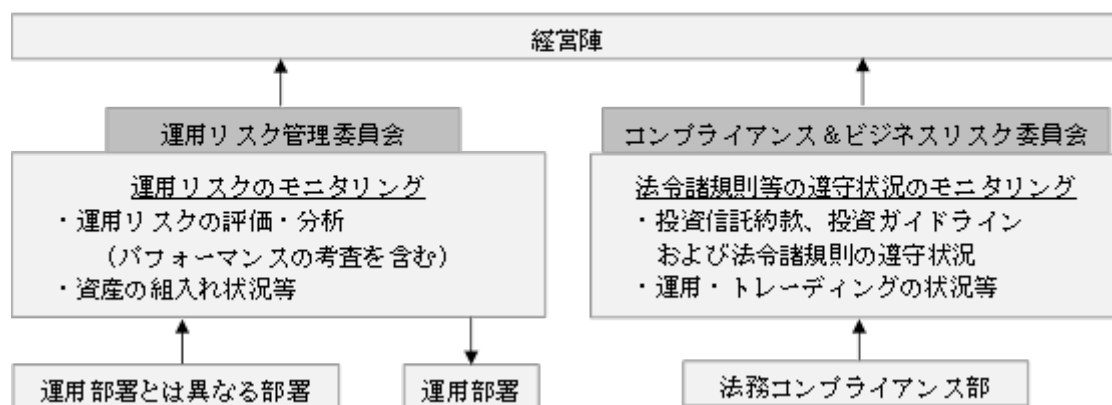 経営陣
運用リスク管理委員会
運用リスクのモニタリング
・運用リスクの評価・分析
（パフォーマンスの考査を含む）
・資産の組入れ状況等
運用部署とは異なる部署
運用部署
コンプライアンス＆ビジネスリスク委員会
法令諸規則等の遵守状況のモニタリング
・投資信託約款、投資ガイドライン
および法令諸規則の遵守状況
・運用・トレーディングの状況等
法務コンプライアンス部